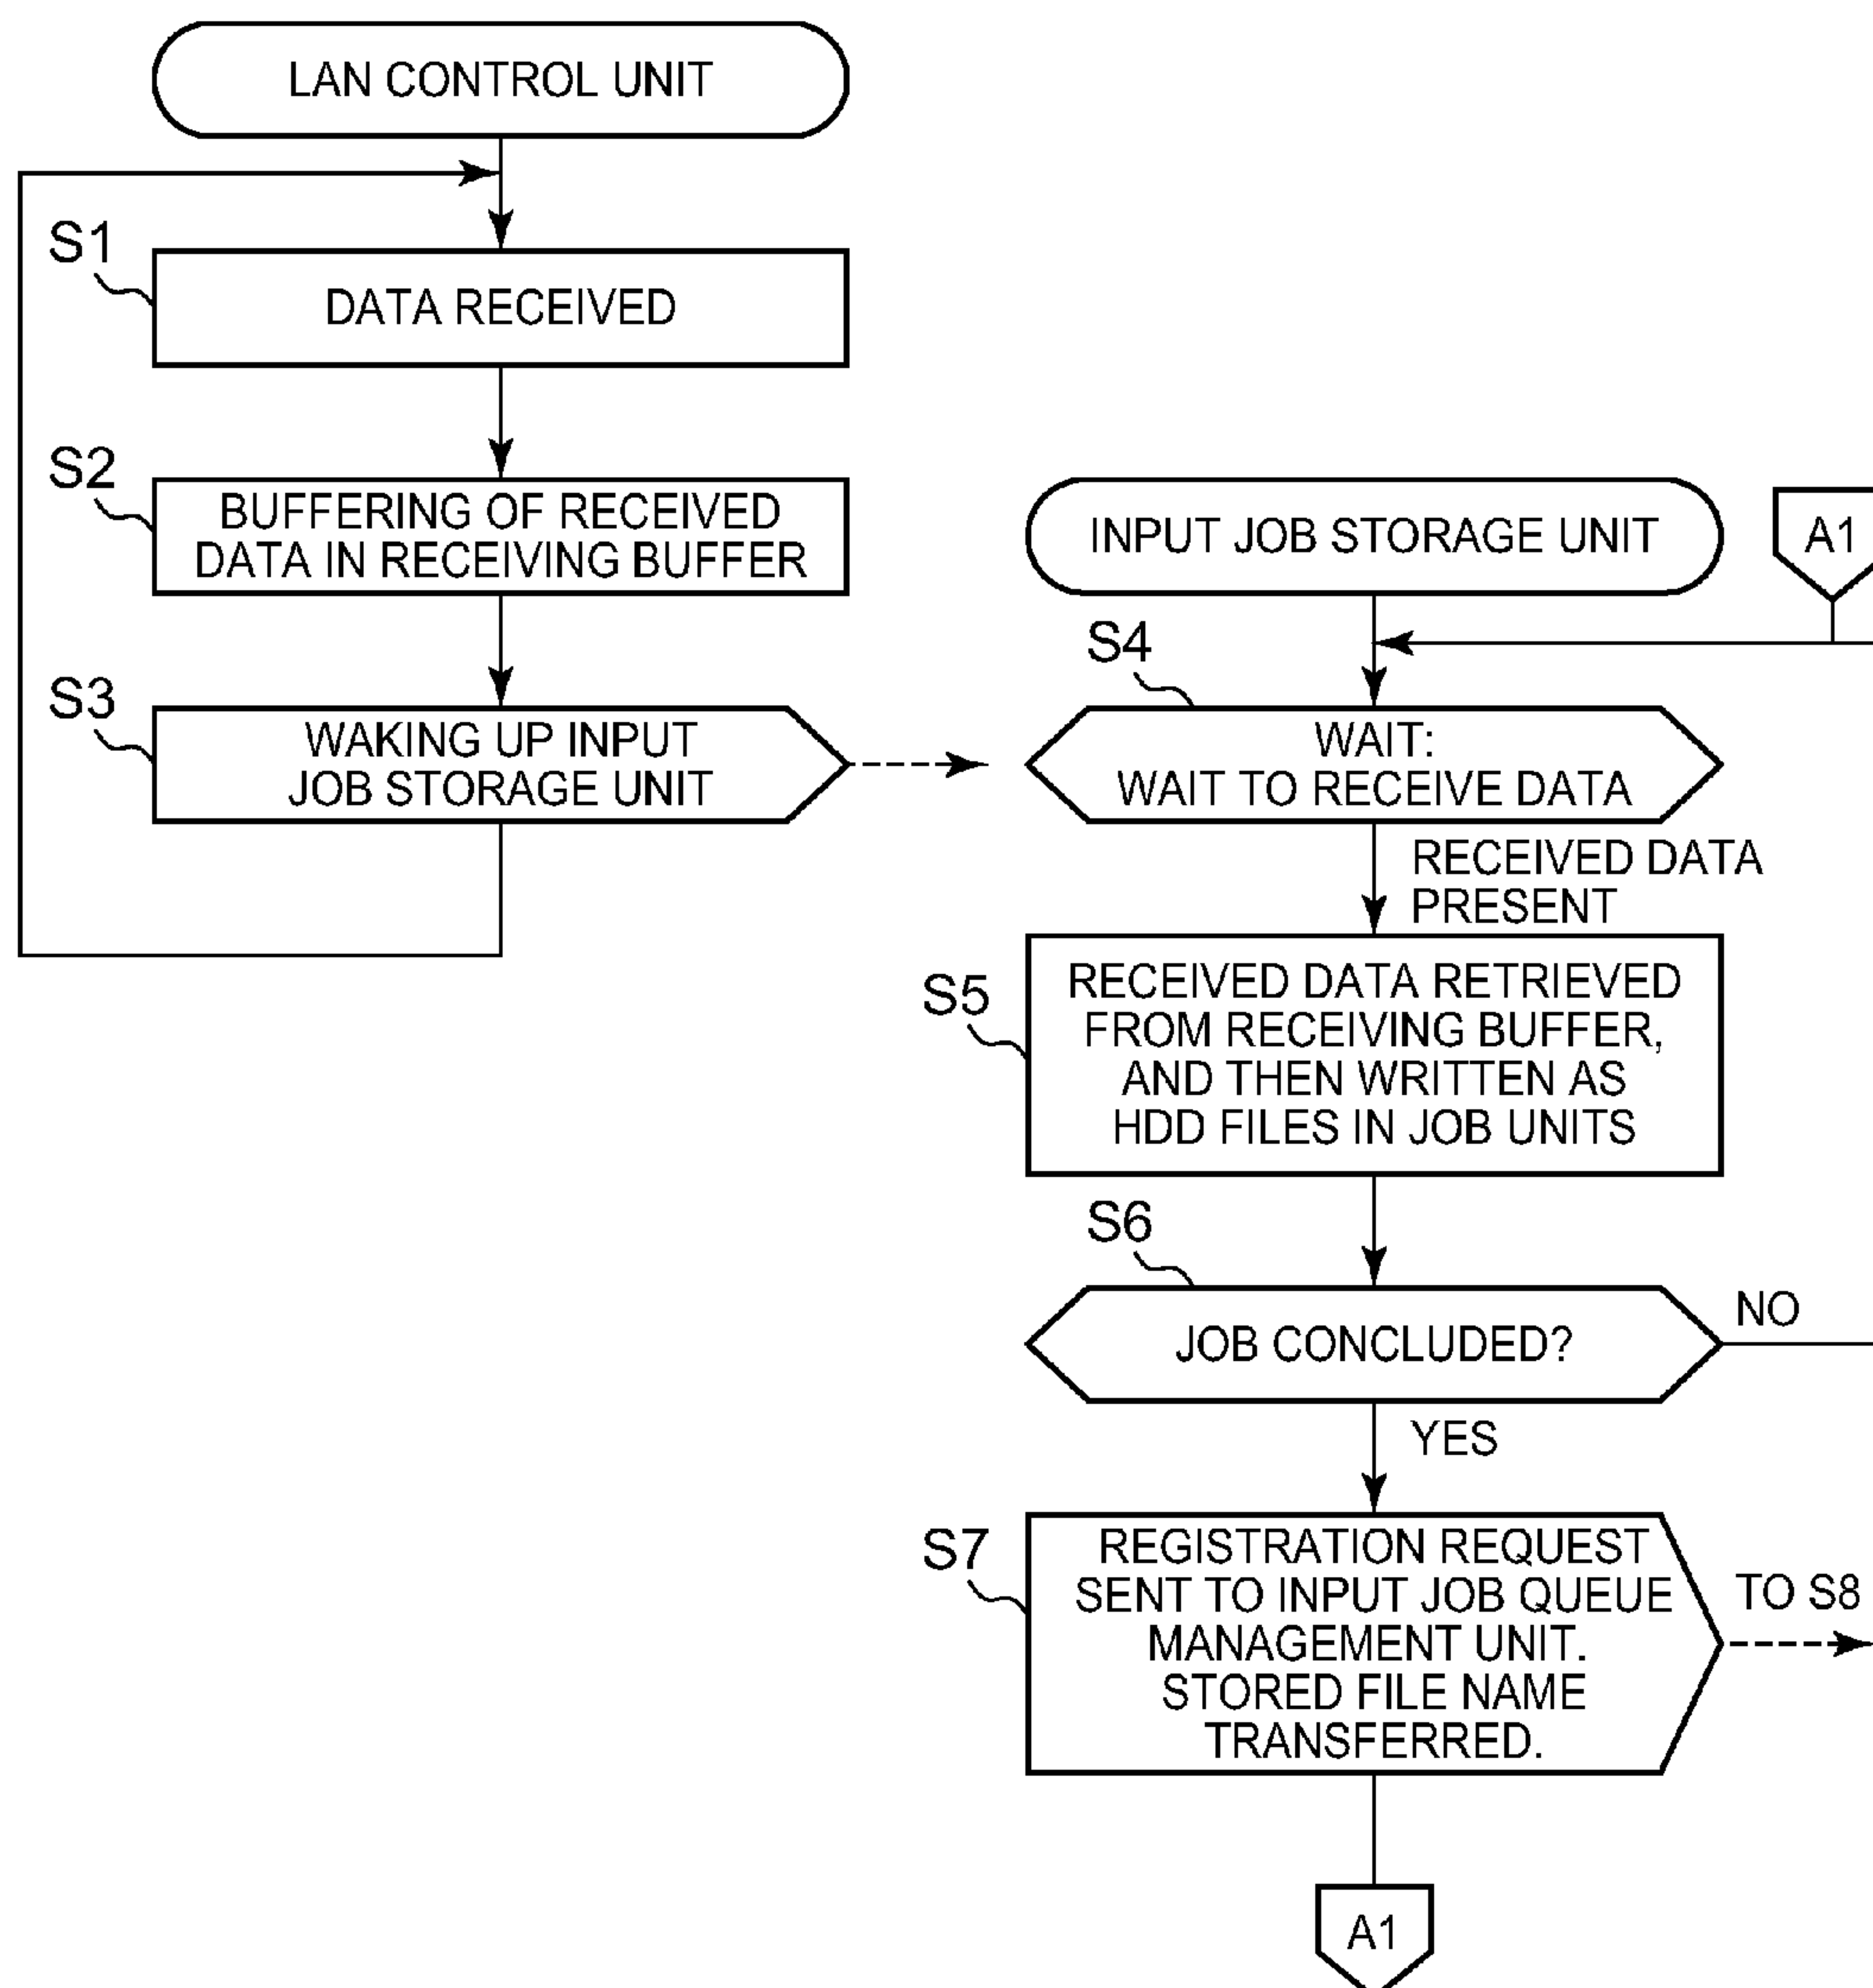 LAN CONTROL UNIT
S1
DATA RECEIVED
S2
BUFFERING OF RECEIVED
DATA IN RECEIVING BUFFER
S3
WAKING UP INPUT
JOB STORAGE UNIT
INPUT JOB STORAGE UNIT
A1
S4
WAIT:
WAIT TO RECEIVE DATA
RECEIVED DATA
PRESENT
S5
RECEIVED DATA RETRIEVED
FROM RECEIVING BUFFER,
AND THEN WRITTEN AS
HDD FILES IN JOB UNITS
S6
JOB CONCLUDED?
NO
YES
S7
REGISTRATION REQUEST
SENT TO INPUT JOB QUEUE
MANAGEMENT UNIT.
STORED FILE NAME
TRANSFERRED.
TO S8
A1